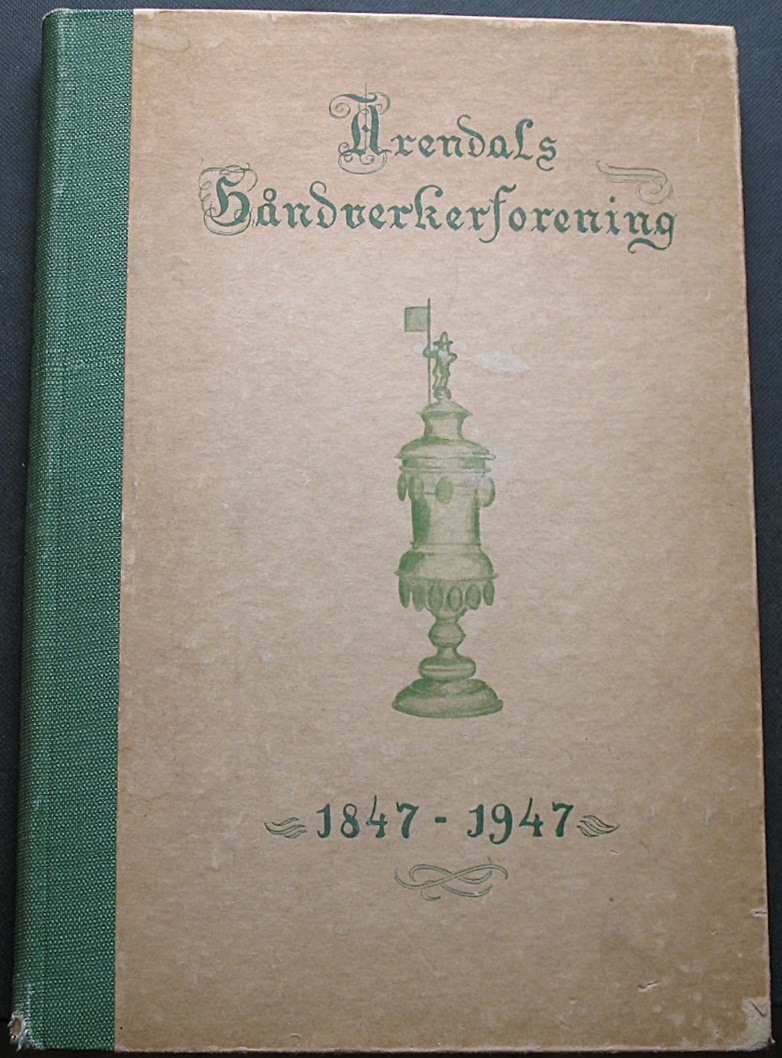 Arendals
Håndverkerforening
1847 - 1947